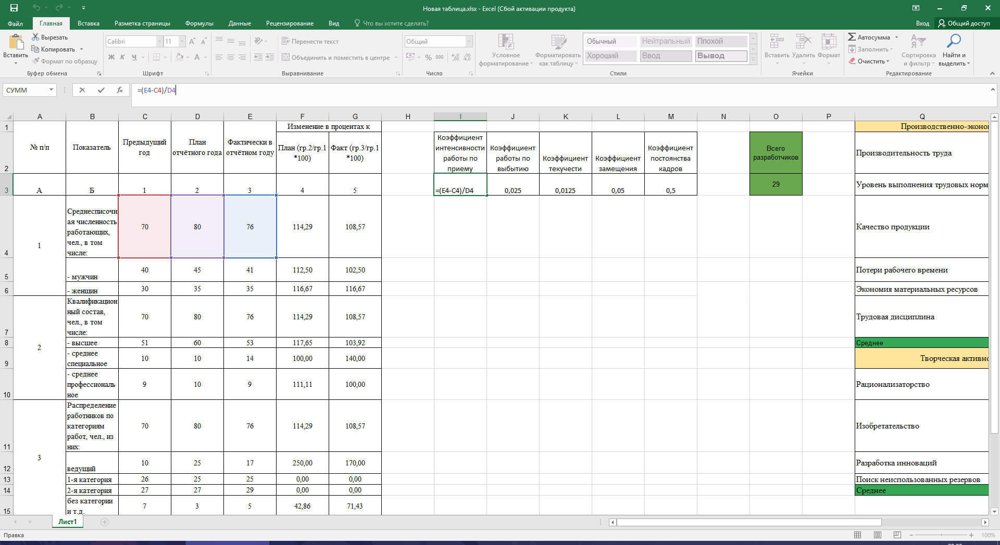 Новая таблица.xlsx - Excel (Сбой активации продукта)
Файл Главная Вставка Разметка страницы Формулы Данные Рецензирование Вид Что вы хотите сделать? Вход Общий доступ
Вставить
Вырезать
Копировать
Формат по образцу
Буфер обмена
Calibri 11
Ж К Ч А
Шрифт
Перенести текст
Объединить и поместить в центре
Выравнивание
Общий
% 000
Число
Условное форматирование
Форматировать как таблицу
Обычный Нейтральный Плохой
Хороший Ввод Вывод
Стили
Вставить Удалить Формат
Ячейки
Автосумма
Заполнить
Очистить
Сортировка и фильтр
Найти и выделить
Редактирование
СУММ fx =(E4-C4)/D4
A B C D E F G H I J K L M N O P Q
1 Изменение в процентах к Производственно-эконо
2 № п/п Показатель Предыдущий год План отчётного года Фактически в отчётном году План (гр.2/гр.1 *100) Факт (гр.3/гр.1 *100) Коэффициент интенсивности работы по приему Коэффициент работы по выбытию Коэффициент текучести Коэффициент замещения Коэффициент постоянства кадров Всего разработчиков Производительность труда
3 А Б 1 2 3 4 5 =(E4-C4)/D4 0,025 0,0125 0,05 0,5 29 Уровень выполнения трудовых норм
4 1 Среднесписочная численность работающих, чел., в том числе: 70 80 76 114,29 108,57 Качество продукции
5 - мужчин 40 45 41 112,50 102,50 Потери рабочего времени
6 - женщин 30 35 35 116,67 116,67 Экономия материальных ресурсов
7 2 Квалификационный состав, чел., в том числе: 70 80 76 114,29 108,57 Трудовая дисциплина
8 - высшее 51 60 53 117,65 103,92 Среднее
9 - среднее специальное 10 10 14 100,00 140,00 Творческая активно
10 - среднее профессиональное 9 10 9 111,11 100,00 Рационализаторство
11 3 Распределение работников по категориям работ, чел., из них: 70 80 76 114,29 108,57 Изобретательство
12 ведущий 10 25 17 250,00 170,00 Разработка инноваций
13 1-я категория 26 25 25 0,00 0,00 Поиск неиспользованных резервов
14 2-я категория 27 27 29 0,00 0,00 Среднее
15 без категории и т.д. 7 3 5 42,86 71,43
Лист1
Правка 100%